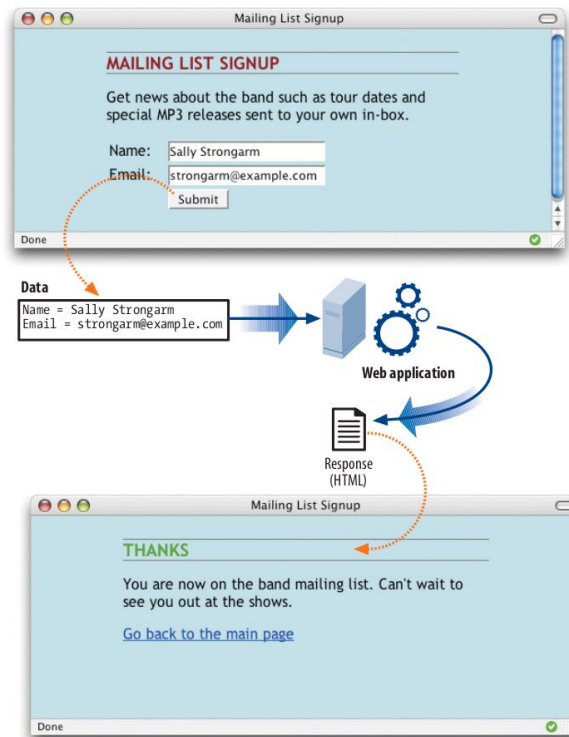 Mailing List Signup
MAILING LIST SIGNUP
Get news about the band such as tour dates and
special MP3 releases sent to your own in-box.
Name: Sally Strongarm
Email: strongarm@example.com
Submit
Done
Data
Name = Sally Strongarm
Email = strongarm@example.com
Web application
Response
(HTML)
Mailing List Signup
THANKS
You are now on the band mailing list. Can't wait to
see you out at the shows.
Go back to the main page
Done